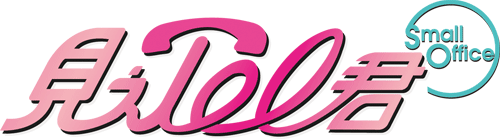 見えTel君
Small
Office